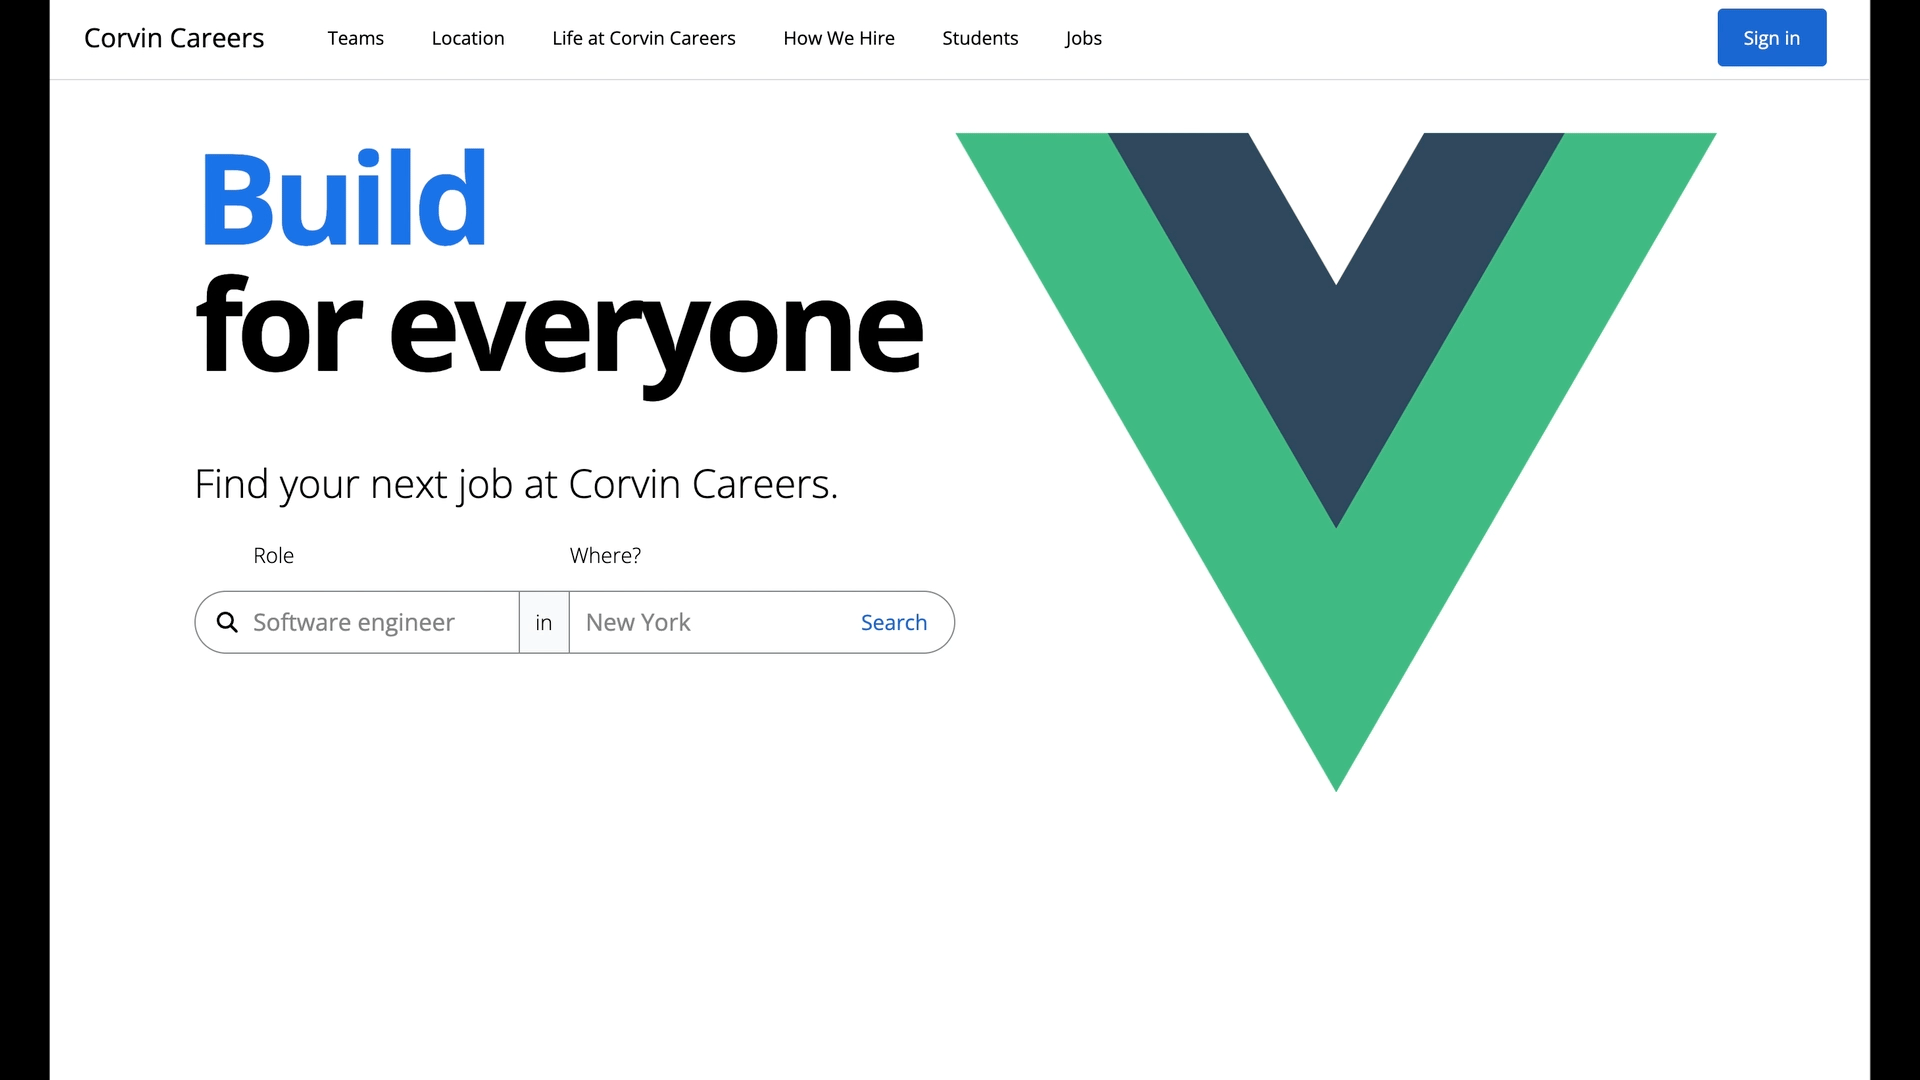 Corvin Careers Teams Location Life at Corvin Careers How We Hire Students Jobs Sign in
Build
for everyone
Find your next job at Corvin Careers.
Role Where?
Software engineer in New York Search